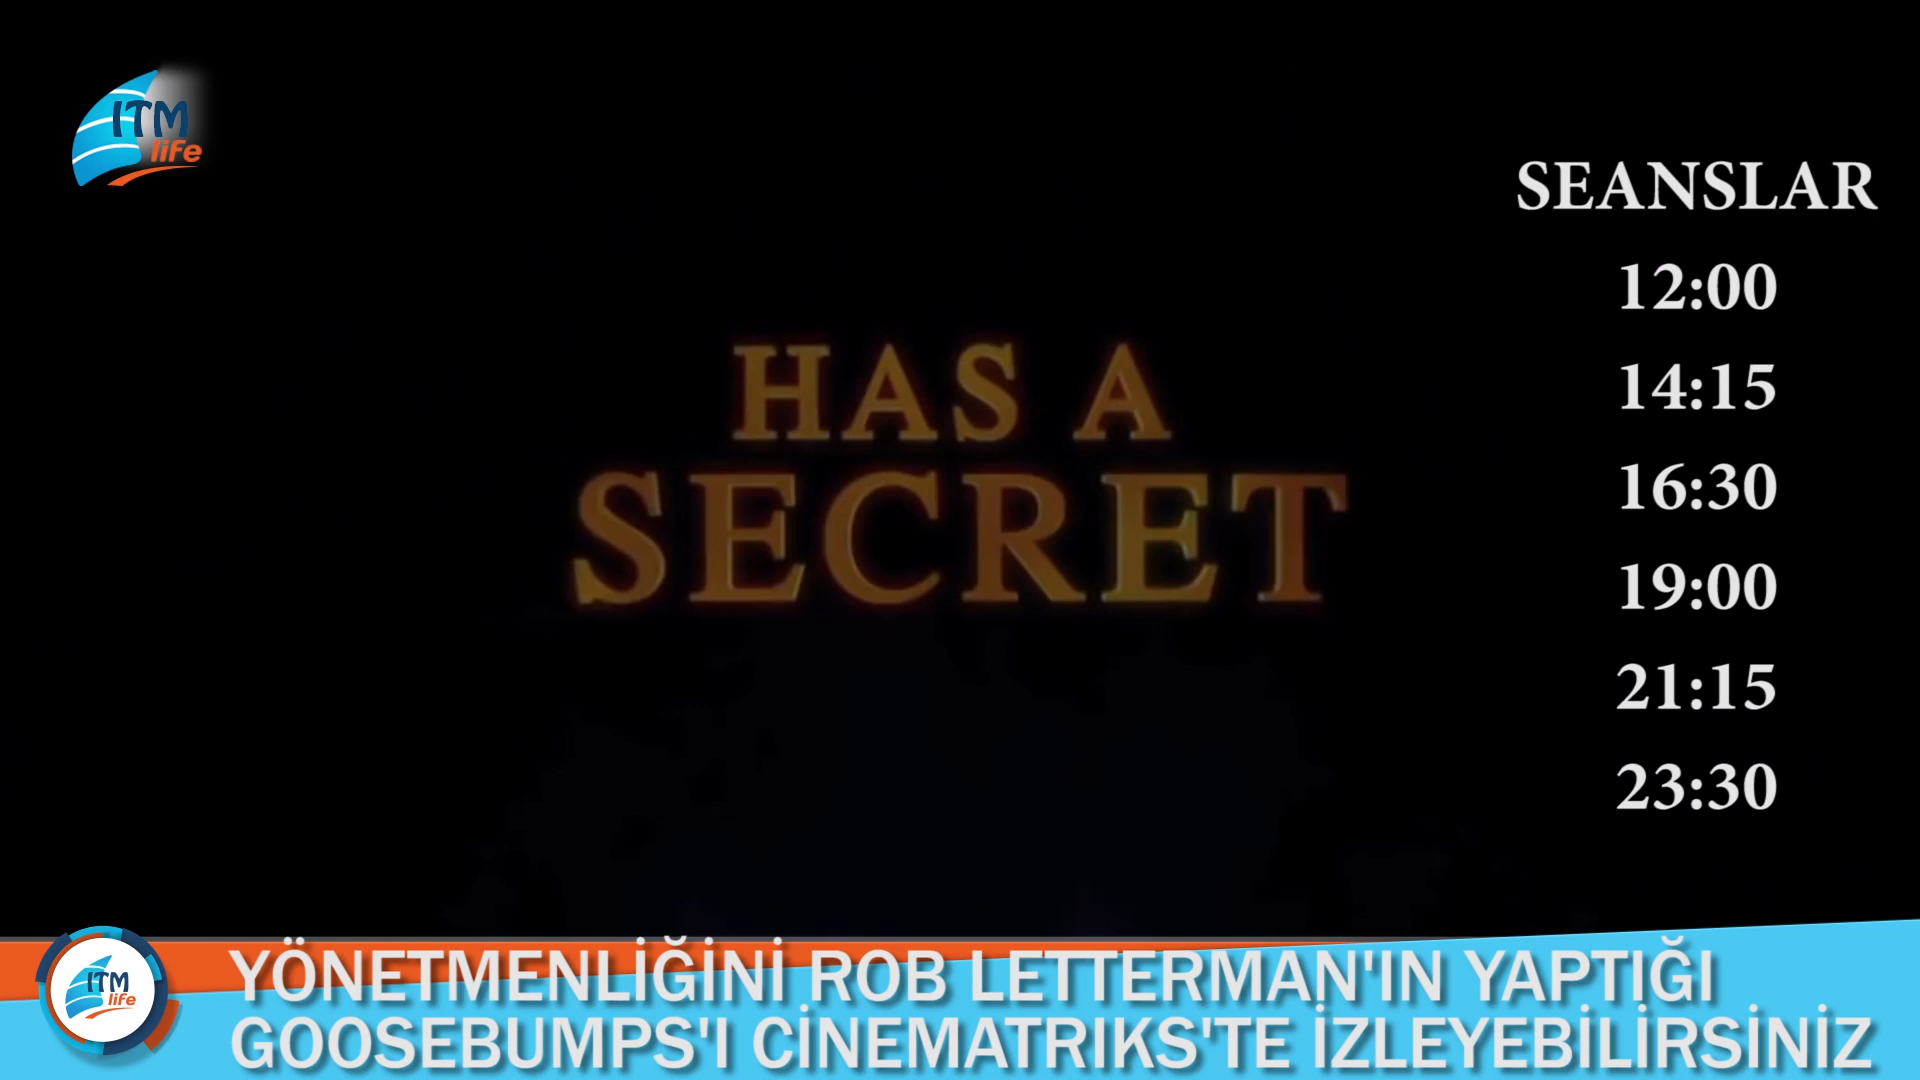 ITM
life
SEANSLAR
12:00
14:15
16:30
19:00
21:15
23:30
HAS A
SECRET
ITM
life
YÖNETMENLİĞİNİ ROB LETTERMAN'IN YAPTIĞI
GOOSEBUMPS'I CİNEMATRIKS'TE İZLEYEBİLİRSİNİZ